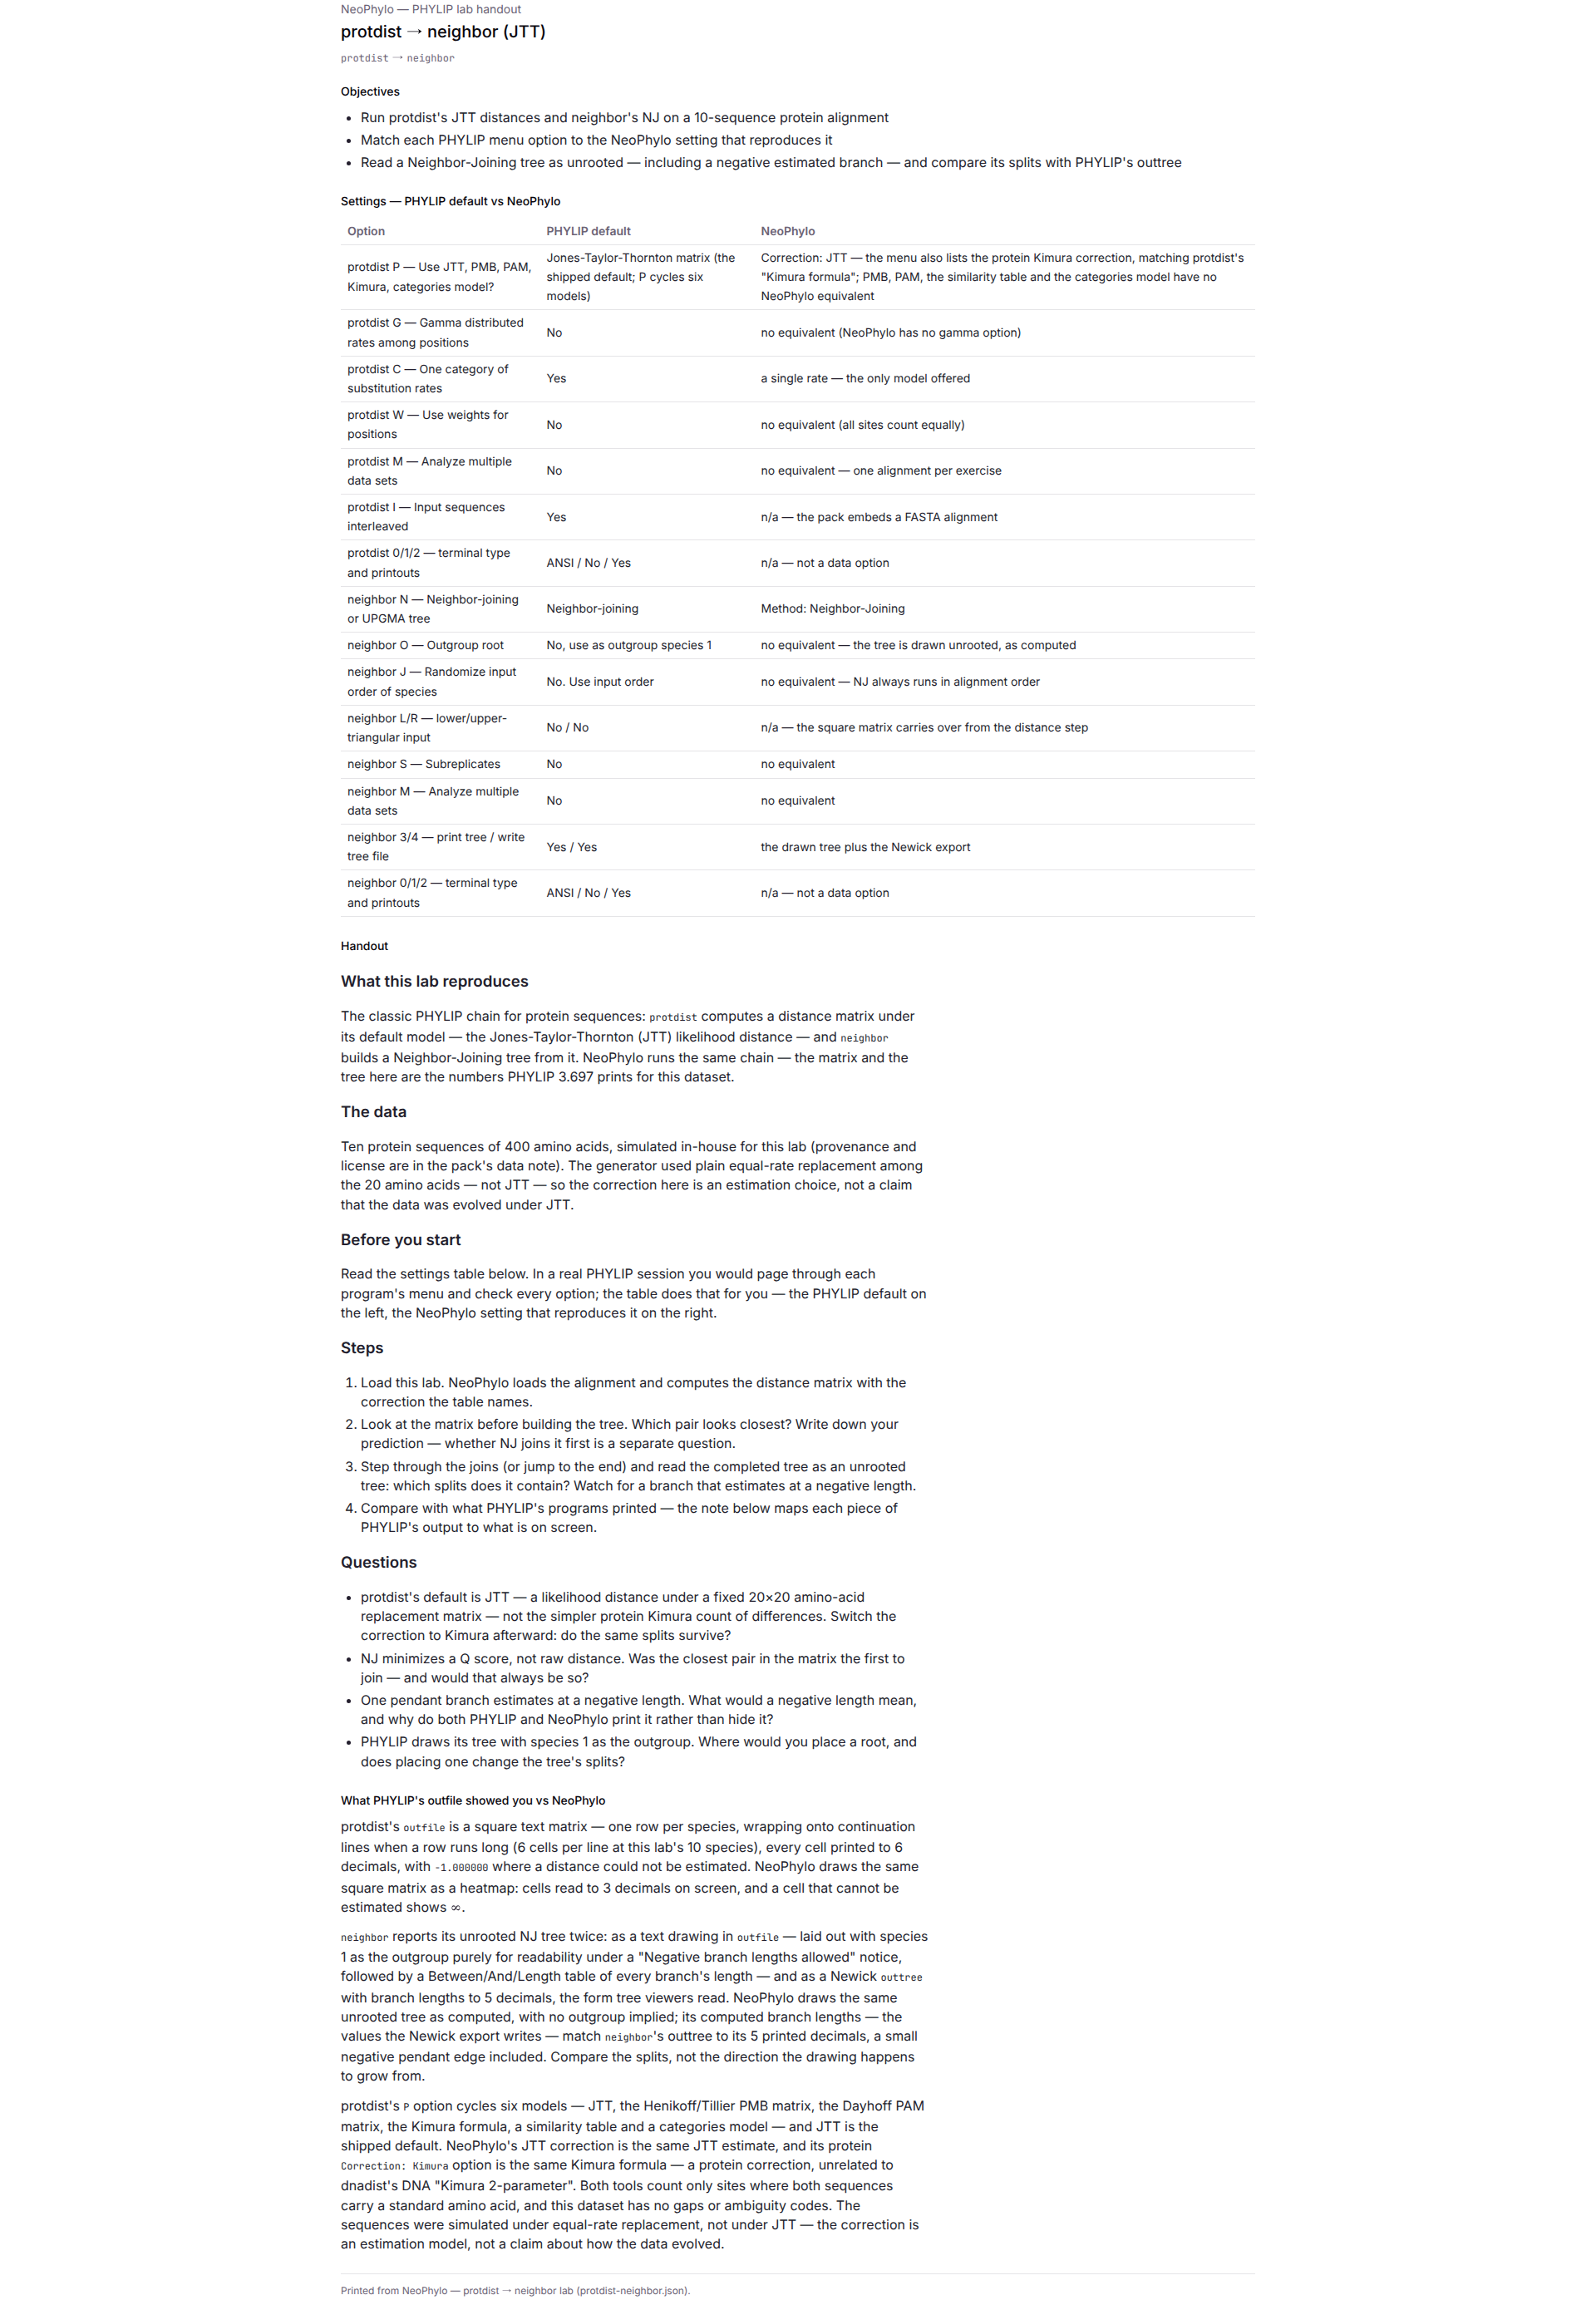 NeoPhylo — PHYLIP lab handout
protdist → neighbor (JTT)
protdist → neighbor
Objectives
• Run protdist's JTT distances and neighbor's NJ on a 10-sequence protein alignment
• Match each PHYLIP menu option to the NeoPhylo setting that reproduces it
• Read a Neighbor-Joining tree as unrooted — including a negative estimated branch — and compare its splits with PHYLIP's outtree
Settings — PHYLIP default vs NeoPhylo
Option PHYLIP default NeoPhylo
protdist P — Use JTT, PMB, PAM,
Kimura, categories model?
Jones-Taylor-Thornton matrix (the
shipped default; P cycles six
models)
Correction: JTT — the menu also lists the protein Kimura correction, matching protdist's
"Kimura formula"; PMB, PAM, the similarity table and the categories model have no
NeoPhylo equivalent
protdist G — Gamma distributed
rates among positions
No
no equivalent (NeoPhylo has no gamma option)
protdist C — One category of
substitution rates
Yes
a single rate — the only model offered
protdist W — Use weights for
positions
No
no equivalent (all sites count equally)
protdist M — Analyze multiple
data sets
No
no equivalent — one alignment per exercise
protdist I — Input sequences
interleaved
Yes
n/a — the pack embeds a FASTA alignment
protdist 0/1/2 — terminal type
and printouts
ANSI / No / Yes
n/a — not a data option
neighbor N — Neighbor-joining
or UPGMA tree
Neighbor-joining
Method: Neighbor-Joining
neighbor O — Outgroup root
No, use as outgroup species 1
no equivalent — the tree is drawn unrooted, as computed
neighbor J — Randomize input
order of species
No. Use input order
no equivalent — NJ always runs in alignment order
neighbor L/R — lower/upper-
triangular input
No / No
n/a — the square matrix carries over from the distance step
neighbor S — Subreplicates
No
no equivalent
neighbor M — Analyze multiple
data sets
No
no equivalent
neighbor 3/4 — print tree / write
tree file
Yes / Yes
the drawn tree plus the Newick export
neighbor 0/1/2 — terminal type
and printouts
ANSI / No / Yes
n/a — not a data option
Handout
What this lab reproduces
The classic PHYLIP chain for protein sequences: protdist computes a distance matrix under
its default model — the Jones-Taylor-Thornton (JTT) likelihood distance — and neighbor
builds a Neighbor-Joining tree from it. NeoPhylo runs the same chain — the matrix and the
tree here are the numbers PHYLIP 3.697 prints for this dataset.
The data
Ten protein sequences of 400 amino acids, simulated in-house for this lab (provenance and
license are in the pack's data note). The generator used plain equal-rate replacement among
the 20 amino acids — not JTT — so the correction here is an estimation choice, not a claim
that the data was evolved under JTT.
Before you start
Read the settings table below. In a real PHYLIP session you would page through each
program's menu and check every option; the table does that for you — the PHYLIP default on
the left, the NeoPhylo setting that reproduces it on the right.
Steps
1. Load this lab. NeoPhylo loads the alignment and computes the distance matrix with the
correction the table names.
2. Look at the matrix before building the tree. Which pair looks closest? Write down your
prediction — whether NJ joins it first is a separate question.
3. Step through the joins (or jump to the end) and read the completed tree as an unrooted
tree: which splits does it contain? Watch for a branch that estimates at a negative length.
4. Compare with what PHYLIP's programs printed — the note below maps each piece of
PHYLIP's output to what is on screen.
Questions
• protdist's default is JTT — a likelihood distance under a fixed 20×20 amino-acid
replacement matrix — not the simpler protein Kimura count of differences. Switch the
correction to Kimura afterward: do the same splits survive?
• NJ minimizes a Q score, not raw distance. Was the closest pair in the matrix the first to
join — and would that always be so?
• One pendant branch estimates at a negative length. What would a negative length mean,
and why do both PHYLIP and NeoPhylo print it rather than hide it?
• PHYLIP draws its tree with species 1 as the outgroup. Where would you place a root, and
does placing one change the tree's splits?
What PHYLIP's outfile showed you vs NeoPhylo
protdist's outfile is a square text matrix — one row per species, wrapping onto continuation
lines when a row runs long (6 cells per line at this lab's 10 species), every cell printed to 6
decimals, with -1.000000 where a distance could not be estimated. NeoPhylo draws the same
square matrix as a heatmap: cells read to 3 decimals on screen, and a cell that cannot be
estimated shows ∞.
neighbor reports its unrooted NJ tree twice: as a text drawing in outfile — laid out with species
1 as the outgroup purely for readability under a "Negative branch lengths allowed" notice,
followed by a Between/And/Length table of every branch's length — and as a Newick outtree
with branch lengths to 5 decimals, the form tree viewers read. NeoPhylo draws the same
unrooted tree as computed, with no outgroup implied; its computed branch lengths — the
values the Newick export writes — match neighbor's outtree to its 5 printed decimals, a small
negative pendant edge included. Compare the splits, not the direction the drawing happens
to grow from.
protdist's P option cycles six models — JTT, the Henikoff/Tillier PMB matrix, the Dayhoff PAM
matrix, the Kimura formula, a similarity table and a categories model — and JTT is the
shipped default. NeoPhylo's JTT correction is the same JTT estimate, and its protein
Correction: Kimura option is the same Kimura formula — a protein correction, unrelated to
dnadist's DNA "Kimura 2-parameter". Both tools count only sites where both sequences
carry a standard amino acid, and this dataset has no gaps or ambiguity codes. The
sequences were simulated under equal-rate replacement, not under JTT — the correction is
an estimation model, not a claim about how the data evolved.
Printed from NeoPhylo — protdist → neighbor lab (protdist-neighbor.json).